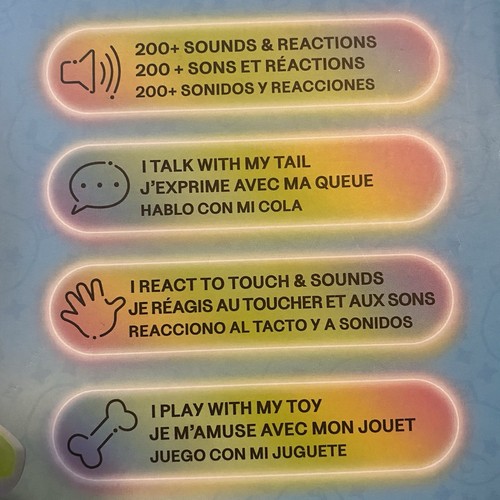 200+ SOUNDS & REACTIONS
200 + SONS ET RÉACTIONS
200+ SONIDOS Y REACCIONES
I TALK WITH MY TAIL
J'EXPRIME AVEC MA QUEUE
HABLO CON MI COLA
I REACT TO TOUCH & SOUNDS
JE RÉAGIS AU TOUCHER ET AUX SONS
REACCIONO AL TACTO Y A SONIDOS
I PLAY WITH MY TOY
JE M'AMUSE AVEC MON JOUET
JUEGO CON MI JUGUETE